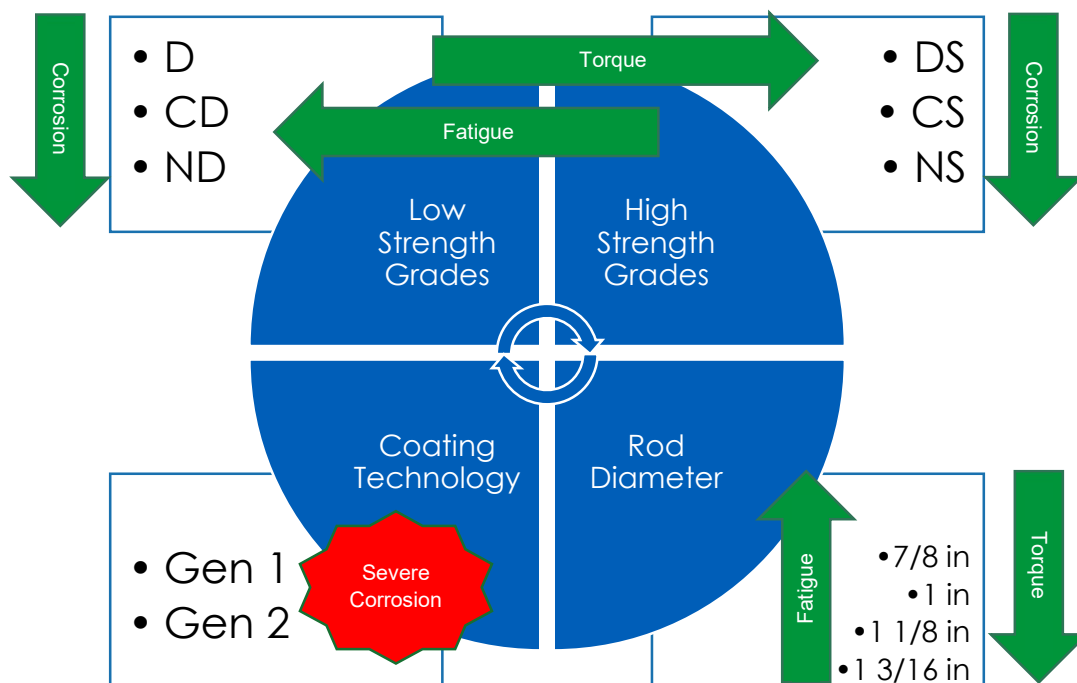 Corrosion
• D
• CD
• ND
Torque
Fatigue
• DS
• CS
• NS
Corrosion
Low
Strength
Grades
High
Strength
Grades
Coating
Technology
Rod
Diameter
• Gen 1
• Gen 2
Severe
Corrosion
Fatigue
•7/8 in
•1 in
•1 1/8 in
•1 3/16 in
Torque